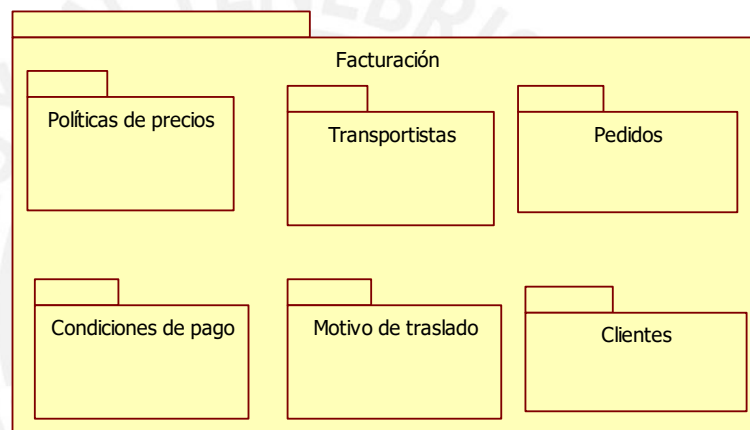 Facturación
Políticas de precios
Transportistas
Pedidos
Condiciones de pago
Motivo de traslado
Clientes